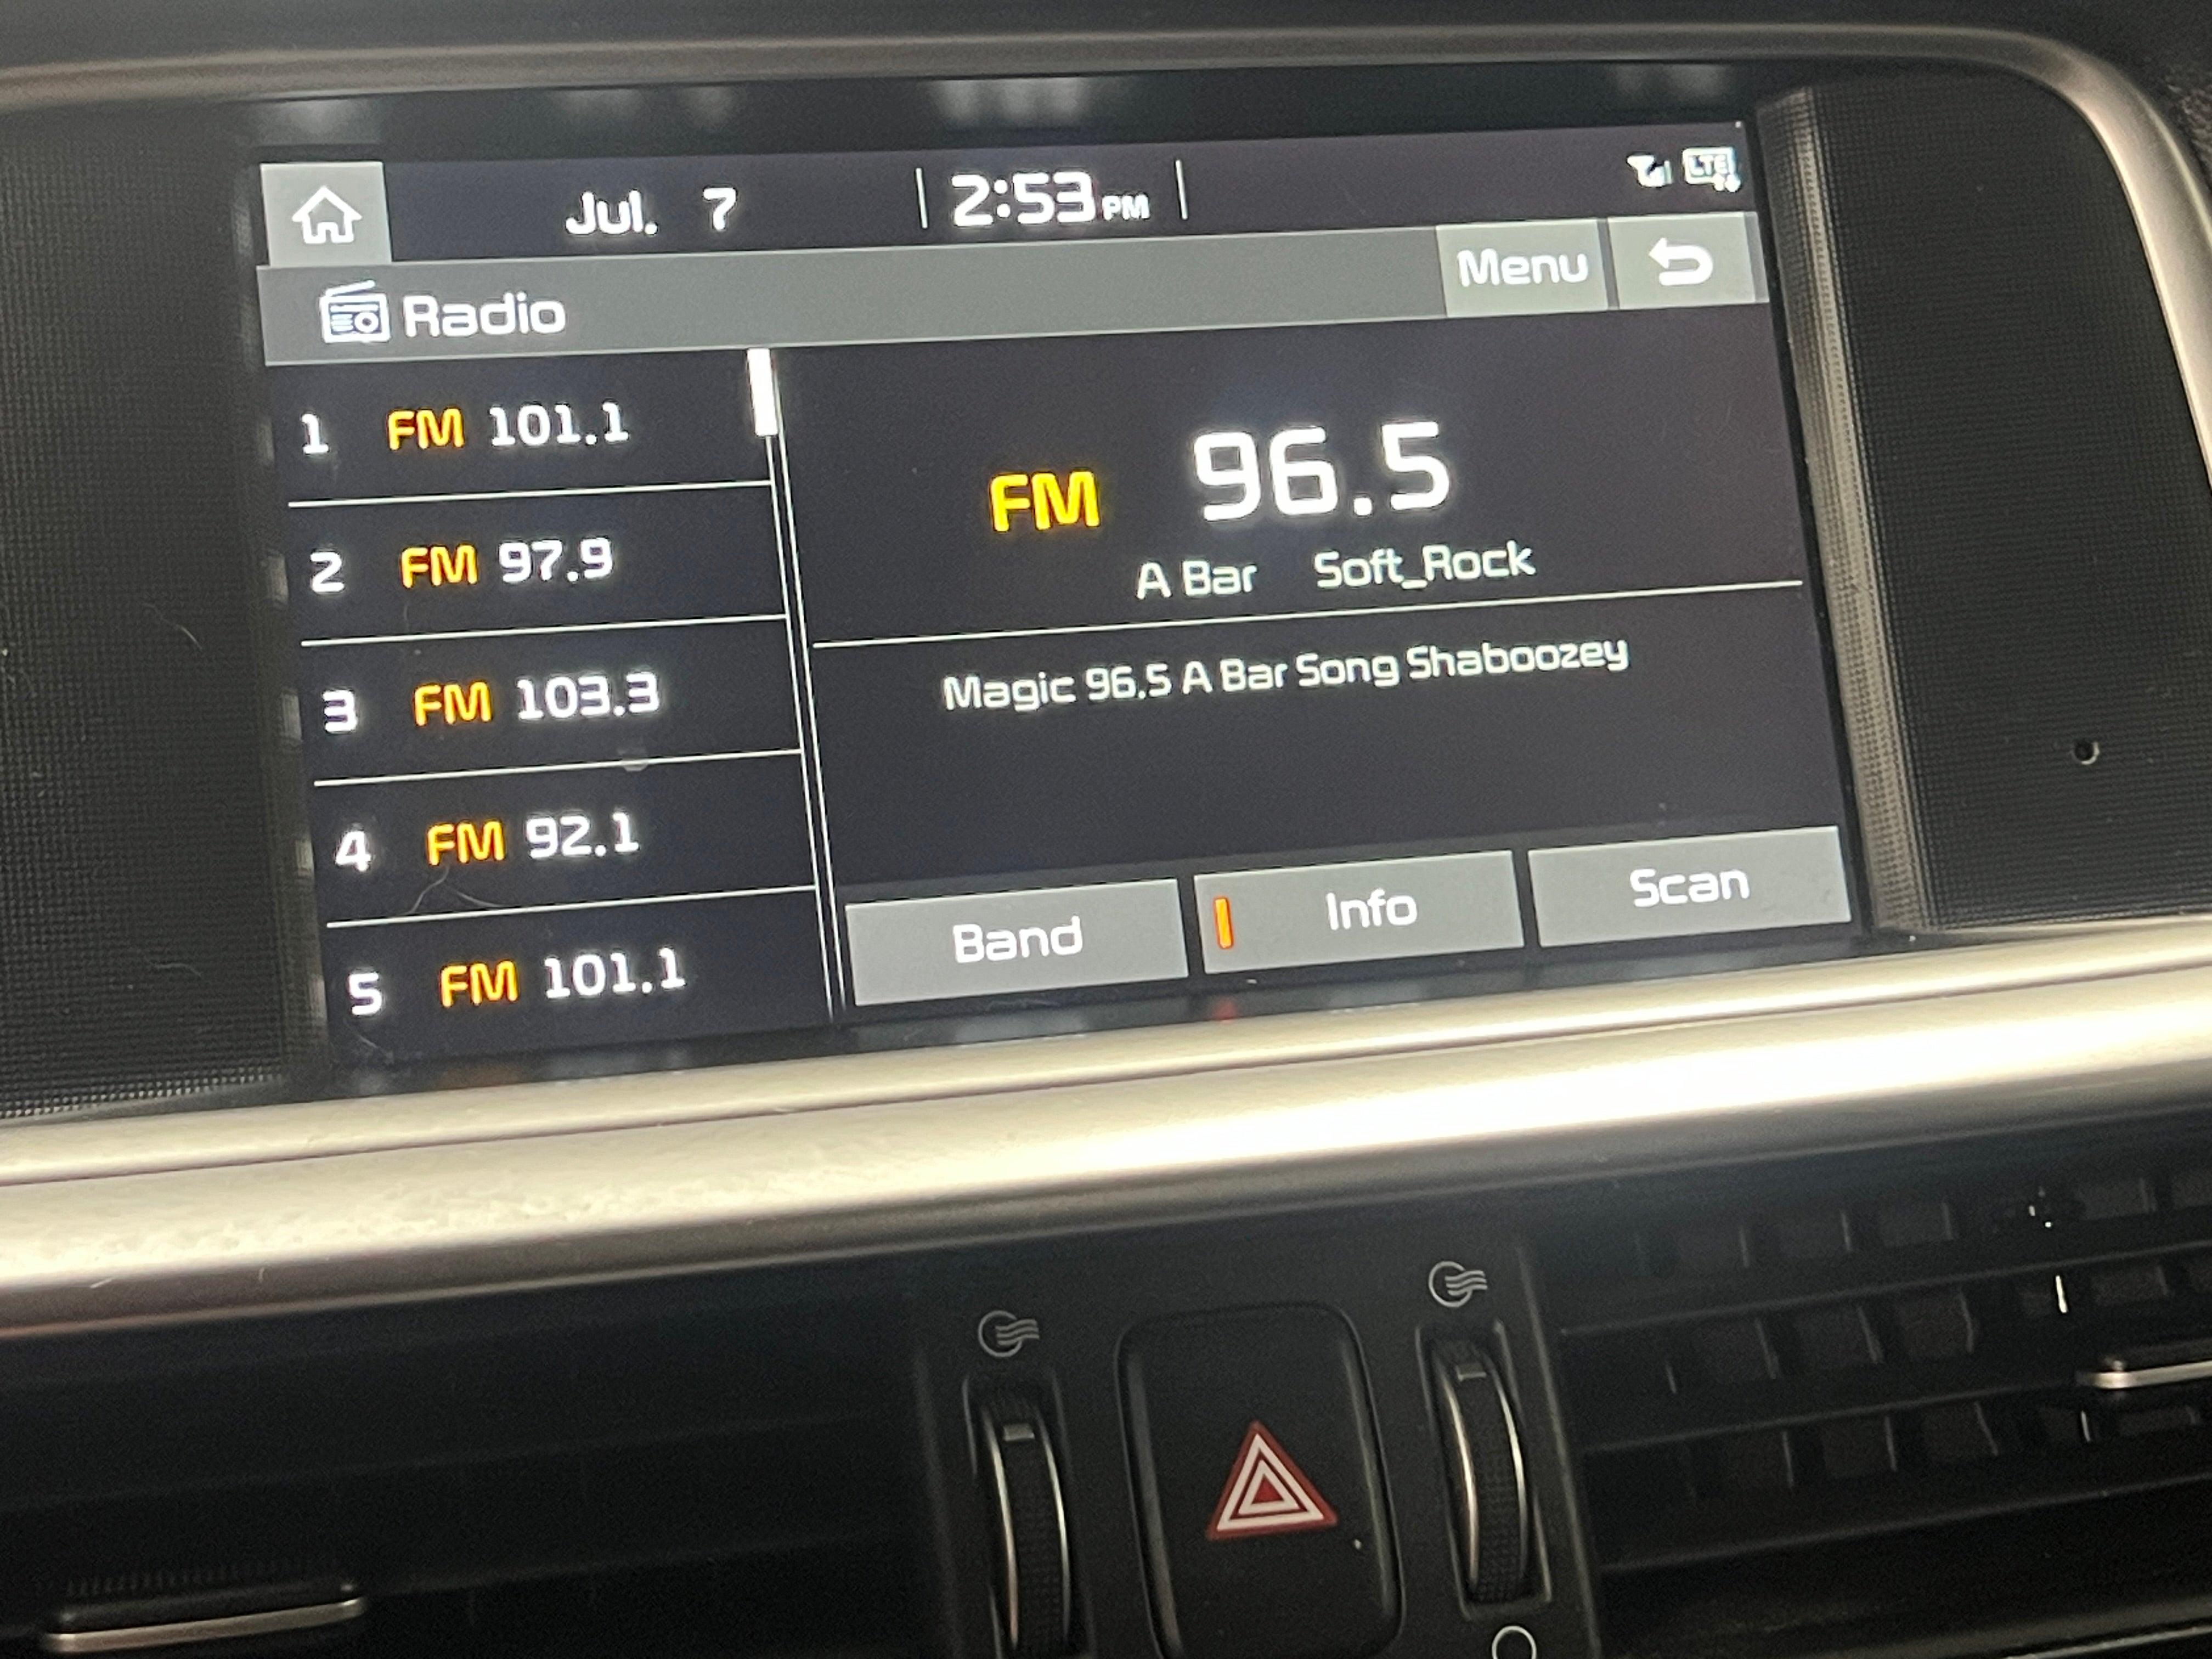 Jul. 7 2:53 PM LTE
Radio Menu
1 FM 101.1
2 FM 97.9
3 FM 103.3
4 FM 92.1
5 FM 101.1
FM 96.5
A Bar Soft_Rock
Magic 96.5 A Bar Song Shaboozey
Band Info Scan